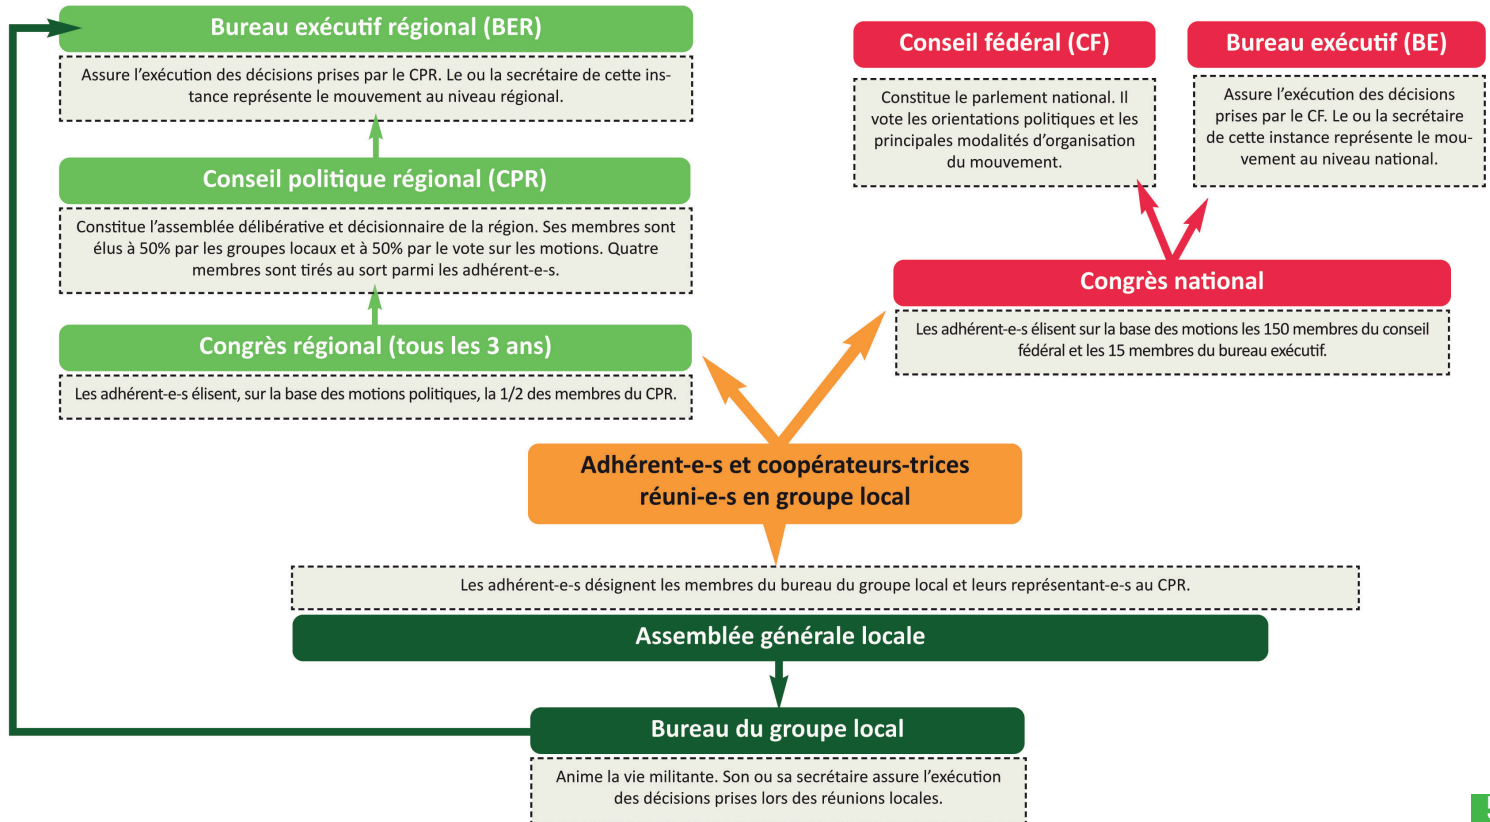 Bureau exécutif régional (BER)
Assure l'exécution des décisions prises par le CPR. Le ou la secrétaire de cette ins-
tance représente le mouvement au niveau régional.
Conseil politique régional (CPR)
Constitue l'assemblée délibérative et décisionnaire de la région. Ses membres sont
élus à 50% par les groupes locaux et à 50% par le vote sur les motions. Quatre
membres sont tirés au sort parmi les adhérent-e-s.
Congrès régional (tous les 3 ans)
Les adhérent-e-s élisent, sur la base des motions politiques, la 1/2 des membres du CPR.
Conseil fédéral (CF)
Constitue le parlement national. Il
vote les orientations politiques et les
principales modalités d'organisation
du mouvement.
Bureau exécutif (BE)
Assure l'exécution des décisions
prises par le CF. Le ou la secrétaire
de cette instance représente le mou-
vement au niveau national.
Congrès national
Les adhérent-e-s élisent sur la base des motions les 150 membres du conseil
fédéral et les 15 membres du bureau exécutif.
Adhérent-e-s et coopérateurs-trices
réuni-e-s en groupe local
Les adhérent-e-s désignent les membres du bureau du groupe local et leurs représentant-e-s au CPR.
Assemblée générale locale
Bureau du groupe local
Anime la vie militante. Son ou sa secrétaire assure l'exécution
des décisions prises lors des réunions locales.